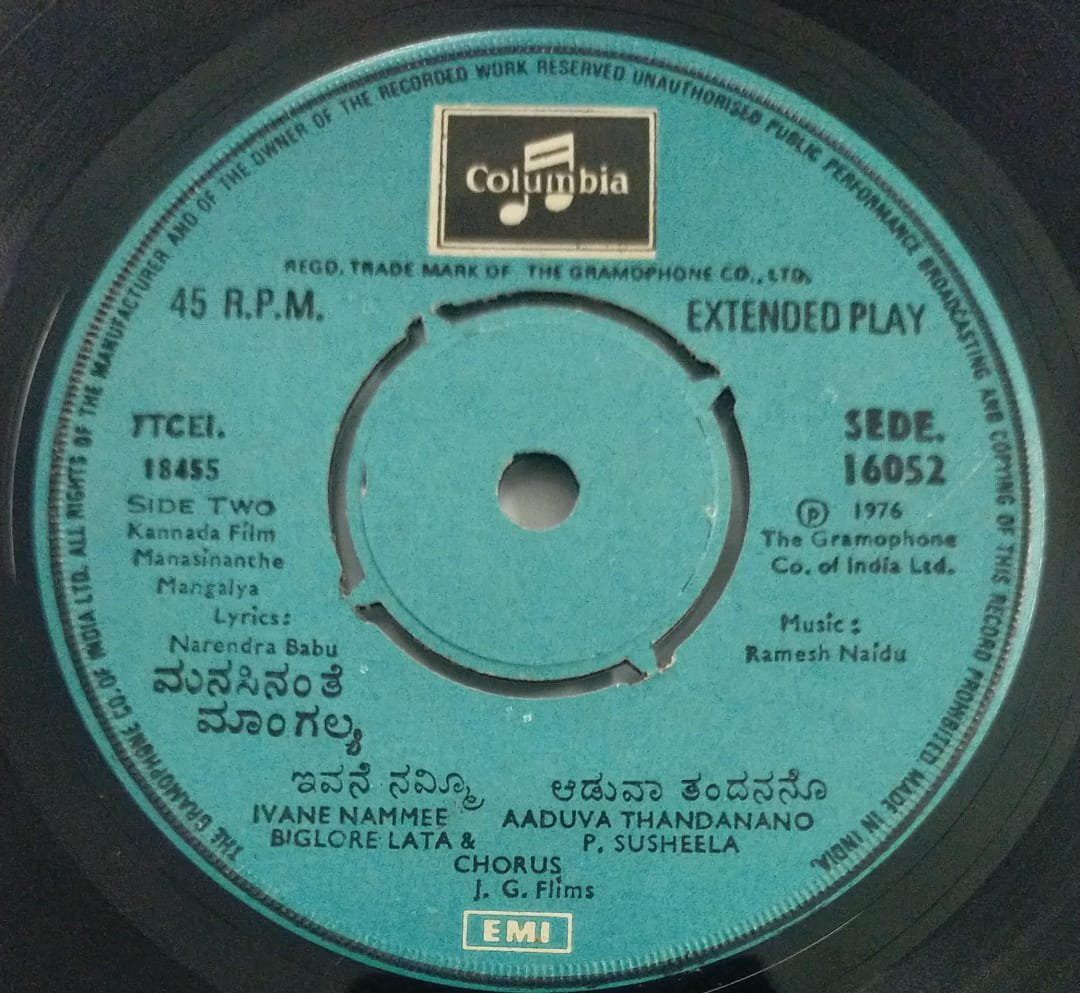 THE GRAMOPHONE CO. OF INDIA LTD. ALL RIGHTS OF THE MANUFACTURER AND OF THE OWNER OF THE RECORDED WORK RESERVED UNAUTHORISED PUBLIC PERFORMANCE BROADCASTING AND COPYING OF THIS RECORD PROHIBITED. MADE IN INDIA.
Columbia
REGD. TRADE MARK OF THE GRAMOPHONE CO., LTD.
45 R.P.M.
EXTENDED PLAY
7TCEI.
18455
SIDE TWO
Kannada Film
Manasinanthe
Mangalya
Lyrics:
Narendra Babu
ಮನಸಿನಂತೆ
ಮಾಂಗಲ್ಯ
SEDE.
16052
℗ 1976
The Gramophone
Co. of India Ltd.
Music:
Ramesh Naidu
ಇವನೆ ನಮ್ಮೀ ಆಡುವಾ ತಂದನನೊ
IVANE NAMMEE AADUVA THANDANANO
BIGLORE LATA & P. SUSHEELA
CHORUS
J. G. Flims
EMI